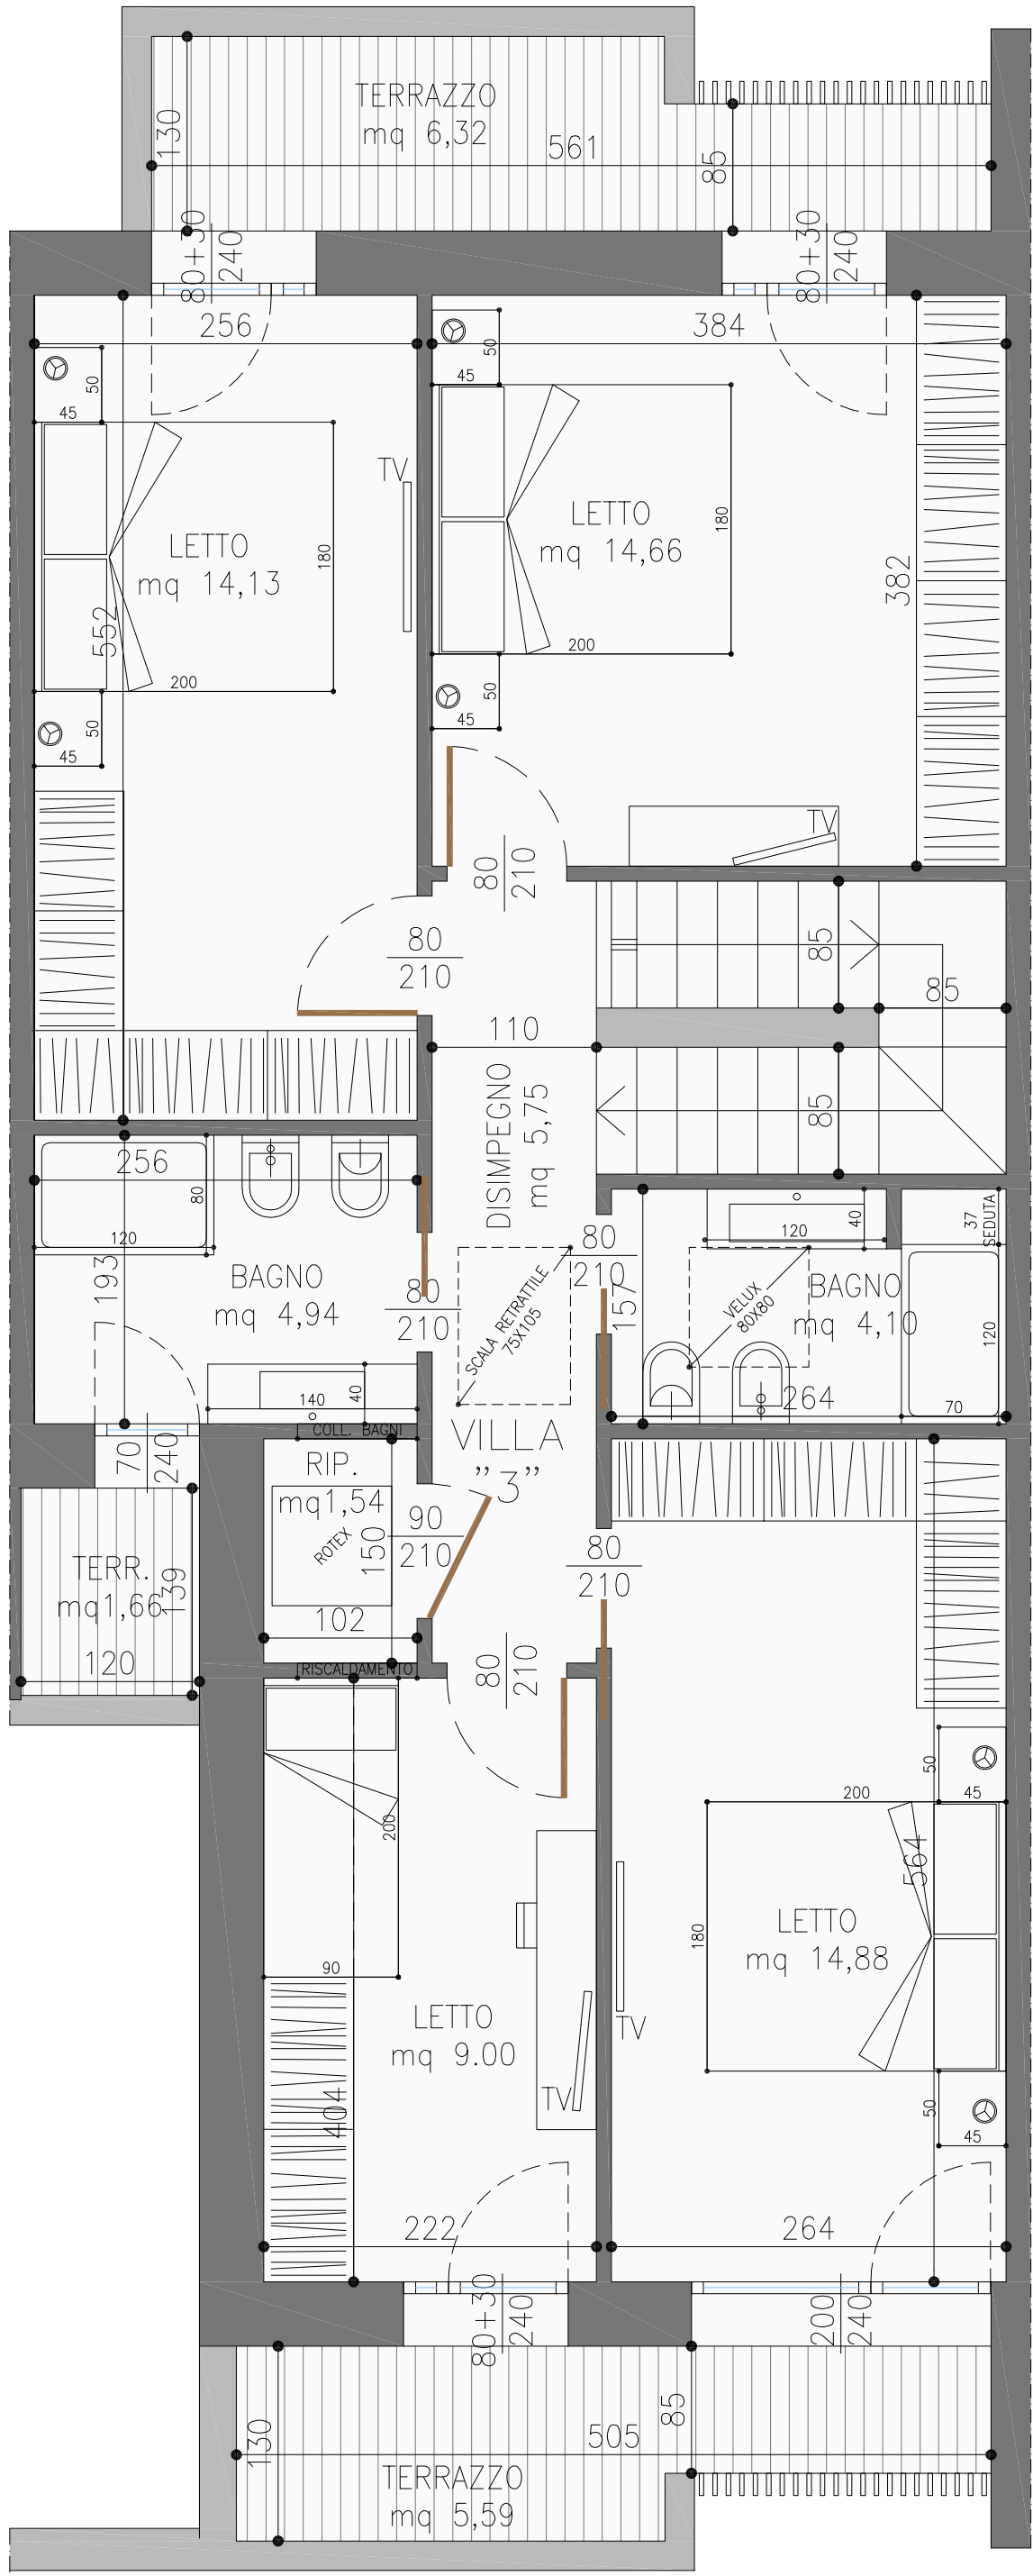 TERRAZZO
mq 6,32
130
561
85
80+30
240
80+30
240
256
384
50
45
50
45
TV
LETTO
mq 14,13
180
552
200
50
45
LETTO
mq 14,66
180
382
200
50
45
TV
80
210
80
210
85
85
110
DISIMPEGNO
mq 5,75
85
256
80
120
193
BAGNO
mq 4,94
80
210
140
40
80
210
157
SCALA RETRATTILE
75X105
120
40
37
SEDUTA
VELUX
80X80
BAGNO
mq 4,10
120
264
70
COLL. BAGNI
VILLA
"3"
70
240
RIP.
mq1,54
ROTEX
150
90
210
102
80
210
TERR.
mq1,66
139
120
RISCALDAMENTO
80
210
200
90
50
45
200
564
LETTO
mq 14,88
180
TV
LETTO
mq 9.00
TV
404
50
45
222
264
80+30
240
200
240
130
85
505
TERRAZZO
mq 5,59